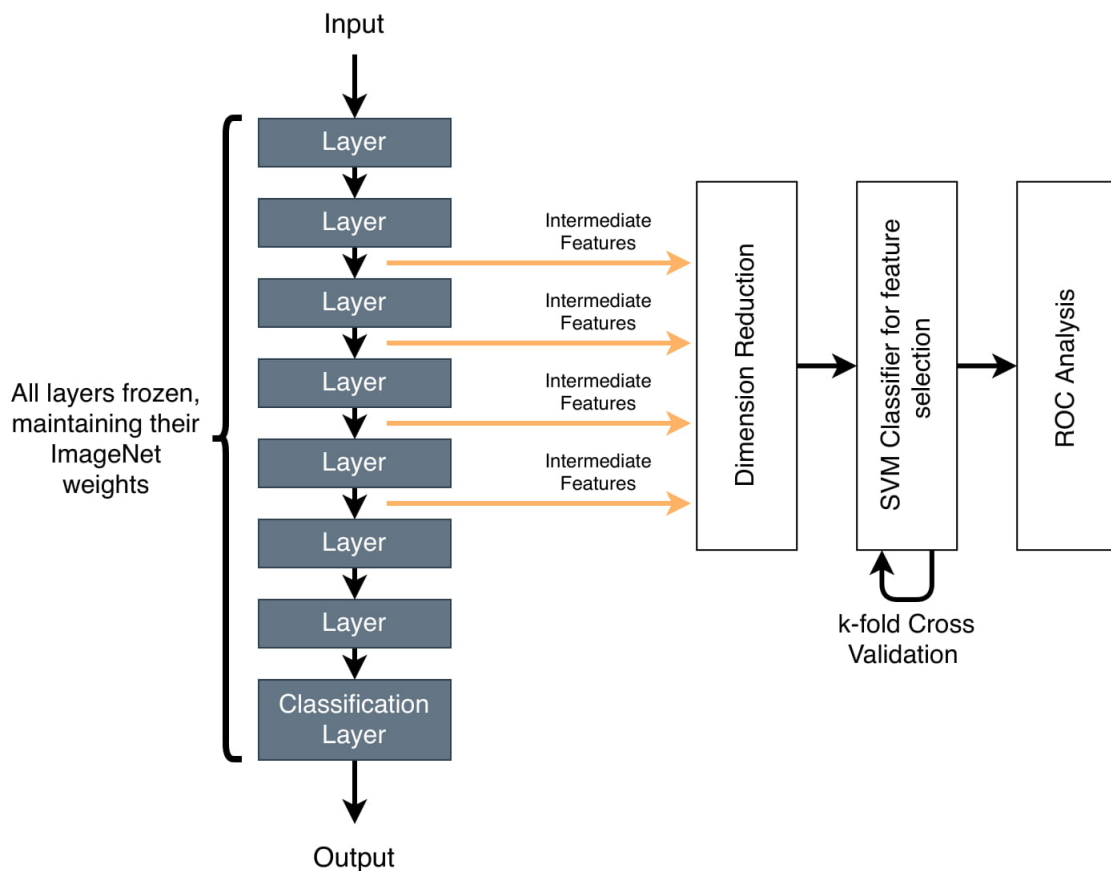 Input
Layer
Layer
Layer
Layer
Layer
Layer
Layer
Classification
Layer
Output
All layers frozen,
maintaining their
ImageNet
weights
Intermediate
Features
Intermediate
Features
Intermediate
Features
Intermediate
Features
Dimension Reduction
SVM Classifier for feature
selection
k-fold Cross
Validation
ROC Analysis